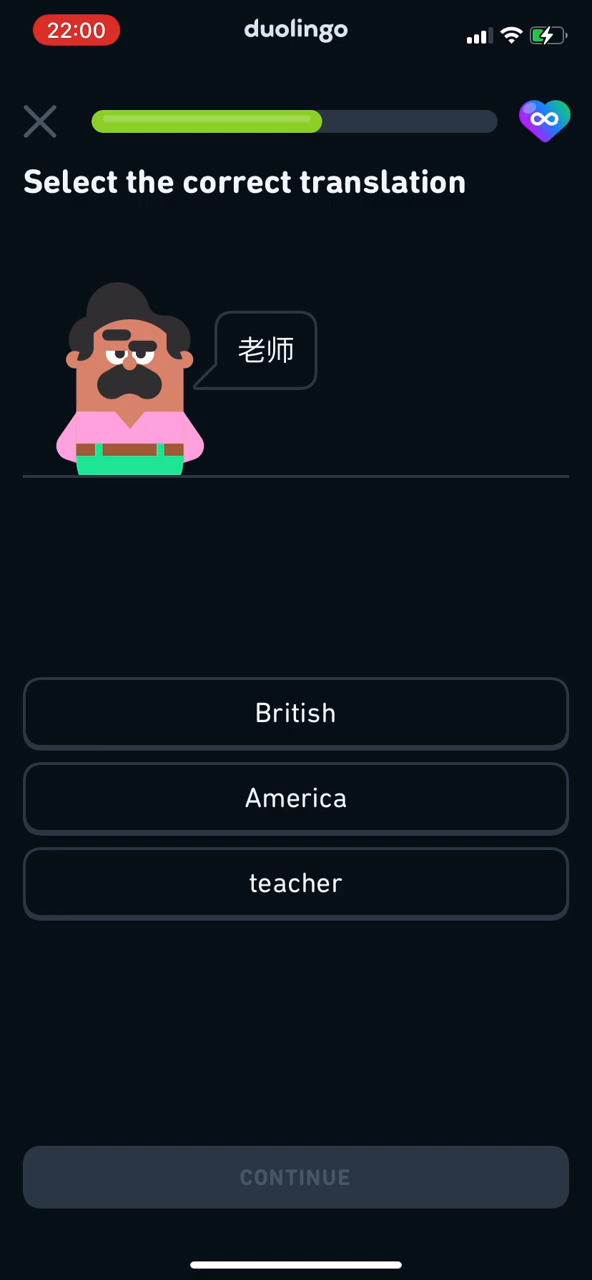 22:00
duolingo
Select the correct translation
老师
British
America
teacher
CONTINUE